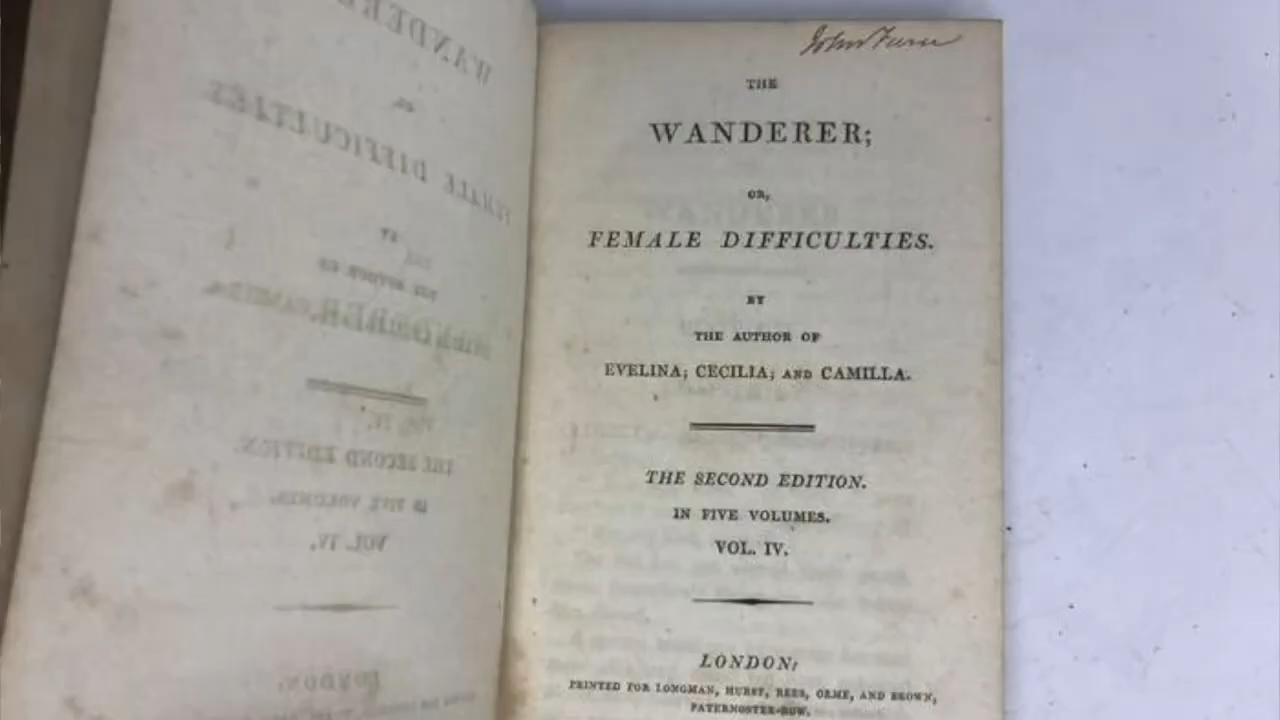 THE
WANDERER;
OR,
FEMALE DIFFICULTIES.
BY
THE AUTHOR OF
EVELINA; CECILIA; AND CAMILLA.
THE SECOND EDITION.
IN FIVE VOLUMES.
VOL. IV.
LONDON:
PRINTED FOR LONGMAN, HURST, REES, ORME, AND BROWN,
PATERNOSTER-ROW.